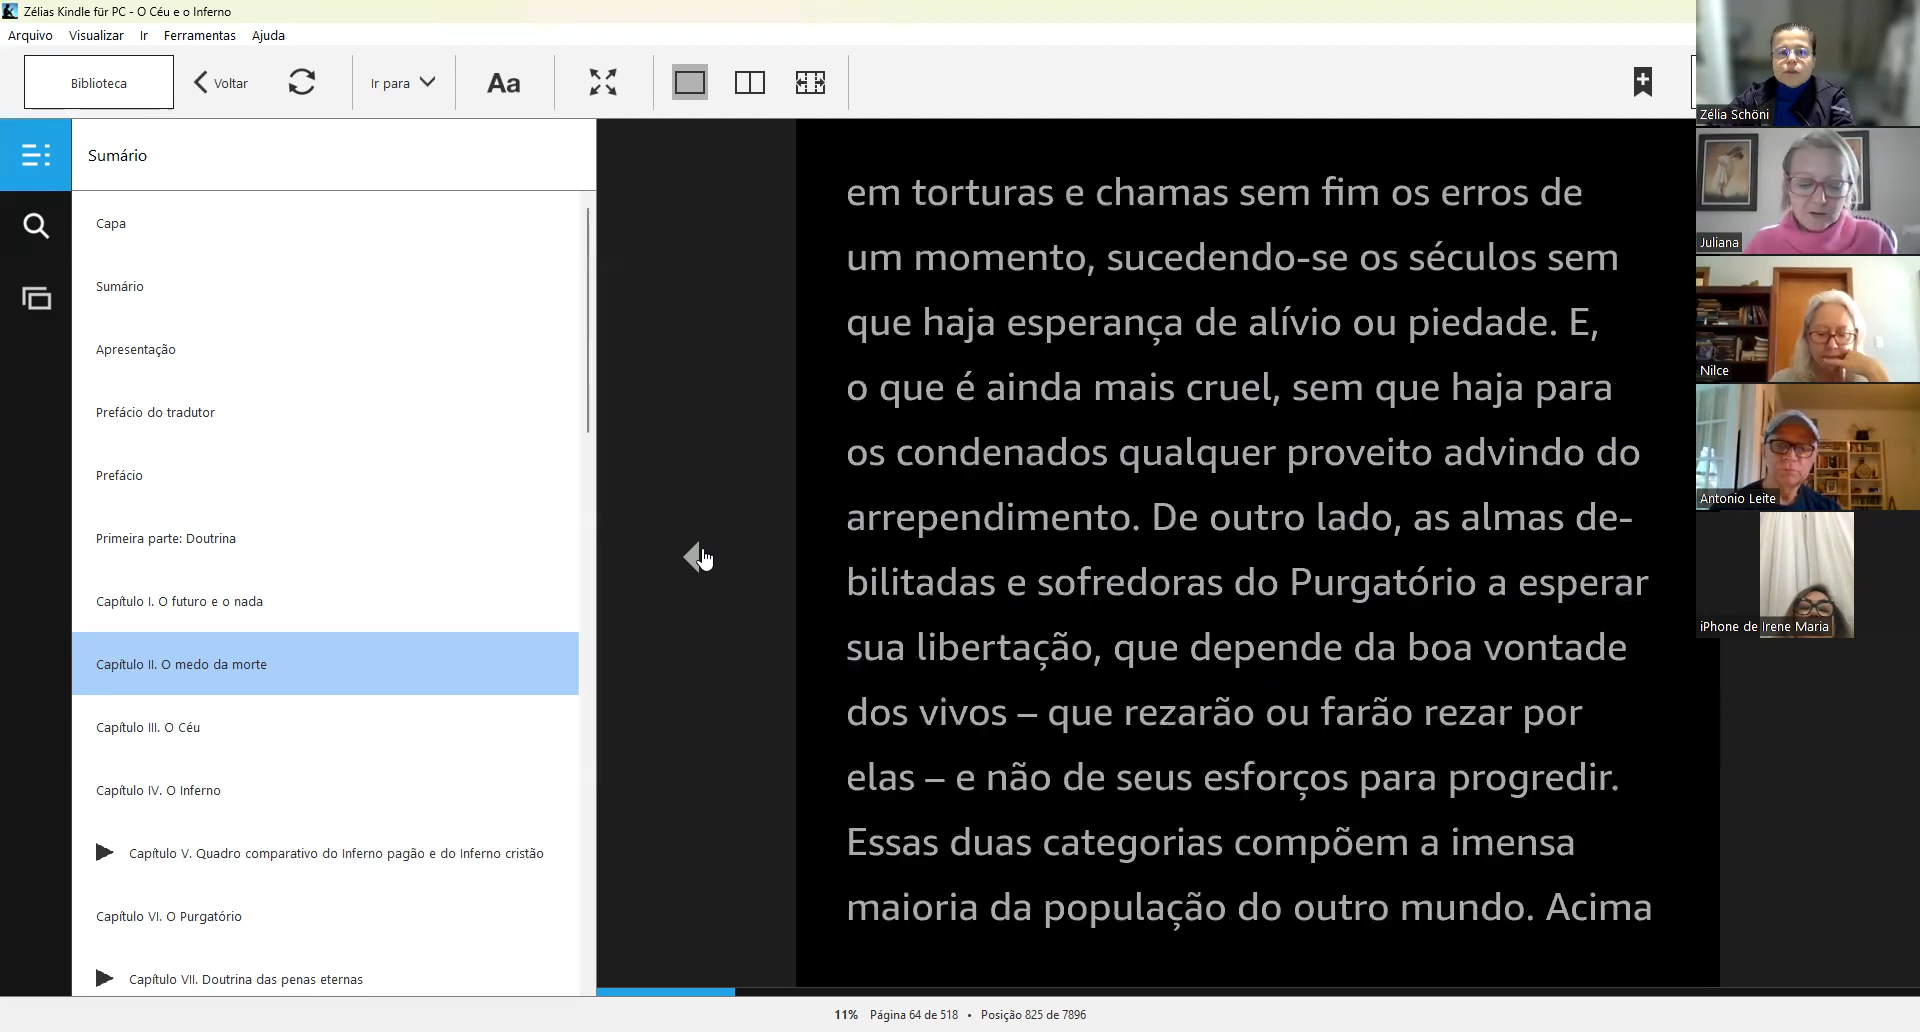 Zélias Kindle für PC - O Céu e o Inferno
Arquivo Visualizar Ir Ferramentas Ajuda
Biblioteca Voltar Ir para Aa
Sumário
Capa
Sumário
Apresentação
Prefácio do tradutor
Prefácio
Primeira parte: Doutrina
Capítulo I. O futuro e o nada
Capítulo II. O medo da morte
Capítulo III. O Céu
Capítulo IV. O Inferno
Capítulo V. Quadro comparativo do Inferno pagão e do Inferno cristão
Capítulo VI. O Purgatório
Capítulo VII. Doutrina das penas eternas
em torturas e chamas sem fim os erros de
um momento, sucedendo-se os séculos sem
que haja esperança de alívio ou piedade. E,
o que é ainda mais cruel, sem que haja para
os condenados qualquer proveito advindo do
arrependimento. De outro lado, as almas de-
bilitadas e sofredoras do Purgatório a esperar
sua libertação, que depende da boa vontade
dos vivos – que rezarão ou farão rezar por
elas – e não de seus esforços para progredir.
Essas duas categorias compõem a imensa
maioria da população do outro mundo. Acima
11% Página 64 de 518 • Posição 825 de 7896
Zélia Schöni
Juliana
Nilce
Antonio Leite
iPhone de Irene Maria